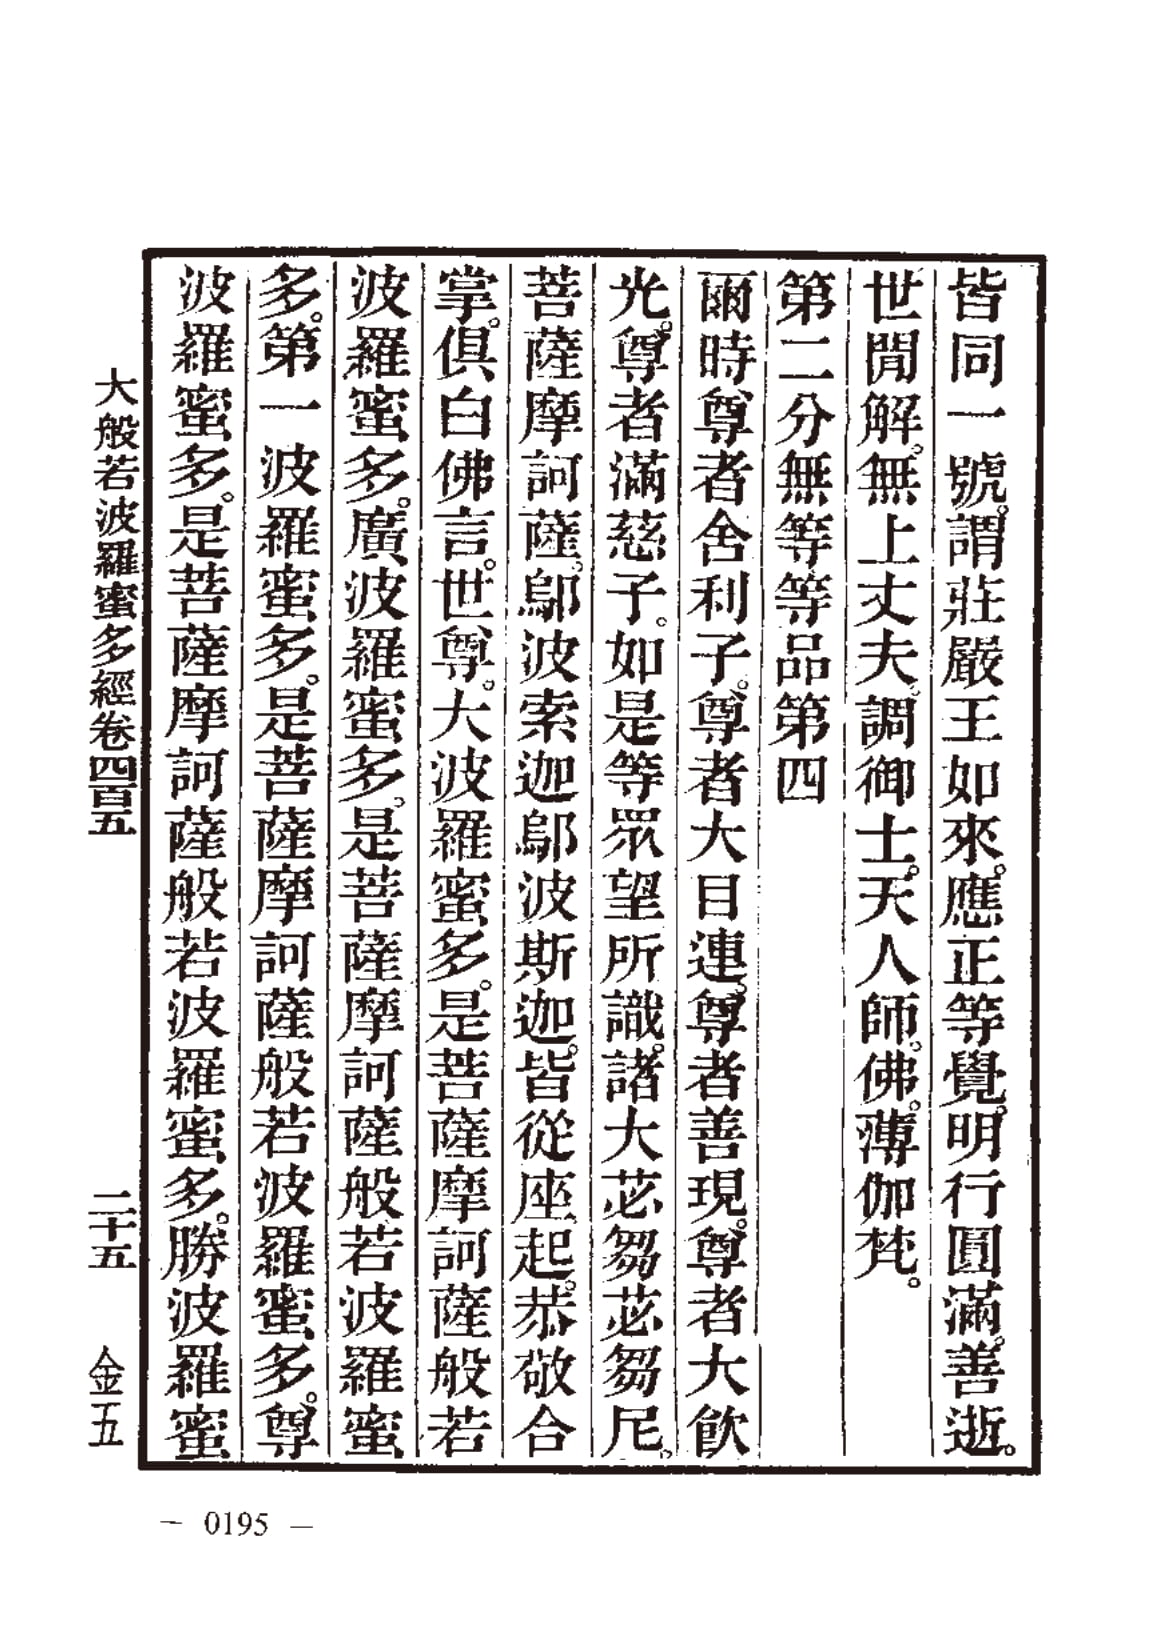 皆同一號。謂莊嚴王如來。應正等覺。明行圓滿。善逝。
世閒解。無上丈夫。調御士。天人師。佛。薄伽梵。
第二分無等等品第四
爾時尊者舍利子。尊者大目連。尊者善現。尊者大飲
光。尊者滿慈子。如是等眾望所識。諸大苾芻苾芻尼。
菩薩摩訶薩。鄔波索迦鄔波斯迦。皆從座起。恭敬合
掌。俱白佛言。世尊。大波羅蜜多。是菩薩摩訶薩般若
波羅蜜多。廣波羅蜜多。是菩薩摩訶薩般若波羅蜜
多。第一波羅蜜多。是菩薩摩訶薩般若波羅蜜多。尊
波羅蜜多。是菩薩摩訶薩般若波羅蜜多。勝波羅蜜
大般若波羅蜜多經卷四百五 二十五 金五
— 0195 —